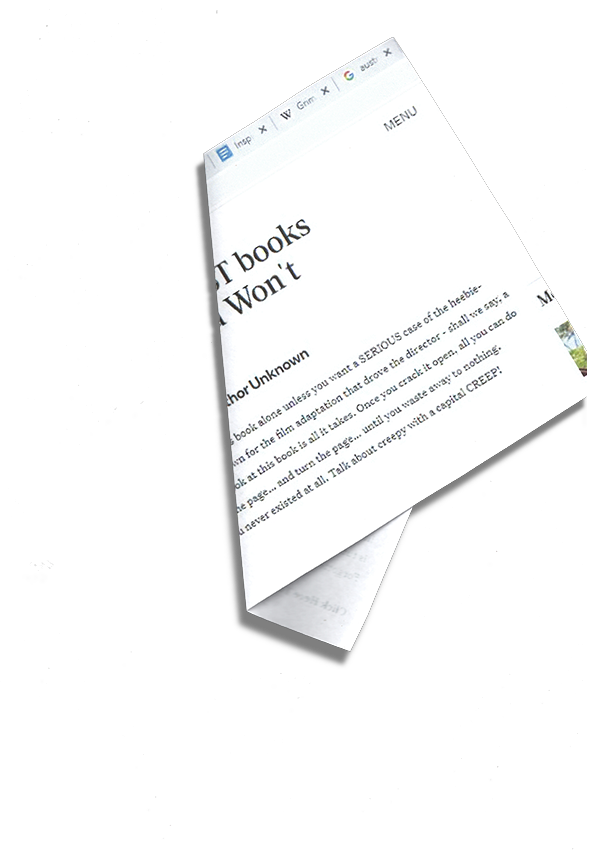 Insp
W Gnm
G aust
MENU
T books
Won't
thor Unknown
s book alone unless you want a SERIOUS case of the heebie-
wn for the film adaptation that drove the director - shall we say, a
ok at this book is all it takes. Once you crack it open, all you can do
he page... and turn the page... until you waste away to nothing.
u never existed at all. Talk about creepy with a capital CREEP!